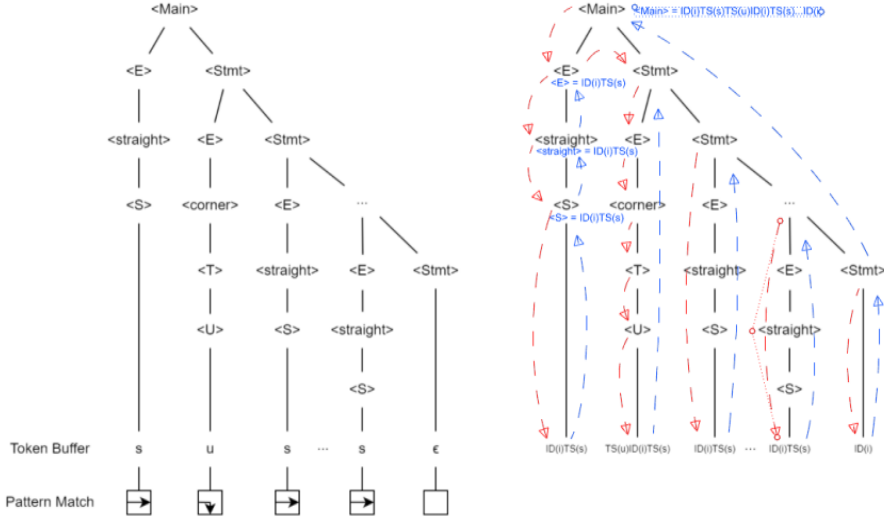 <Main>
<E> <Stmt>
<straight> <E> <Stmt>
<S> <corner> <E> ...
<T> <straight> <E> <Stmt>
<U> <S> <straight>
<S>
Token Buffer s u s ... s ϵ
Pattern Match
<Main> <Main> = ID(i)TS(s)TS(u)ID(i)TS(s)...ID(i)
<E> <Stmt>
<E> = ID(i)TS(s)
<straight> <E> <Stmt>
<straight> = ID(i)TS(s)
<S> <corner> <E> ...
<S> = ID(i)TS(s)
<T> <straight> <E> <Stmt>
<U> <S> <straight>
<S>
ID(i)TS(s) TS(u)ID(i)TS(s) ID(i)TS(s) ... ID(i)TS(s) ID(i)